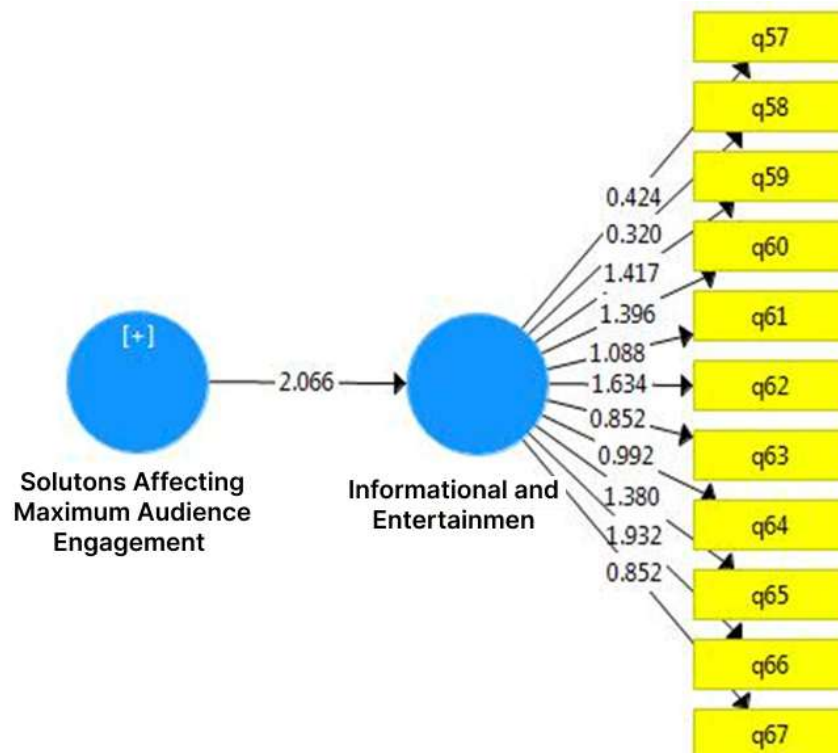 q57
q58
q59
q60
q61
q62
q63
q64
q65
q66
q67
0.424
0.320
1.417
1.396
1.088
1.634
0.852
0.992
1.380
1.932
0.852
[+]
2.066
Solutons Affecting
Maximum Audience
Engagement
Informational and
Entertainmen